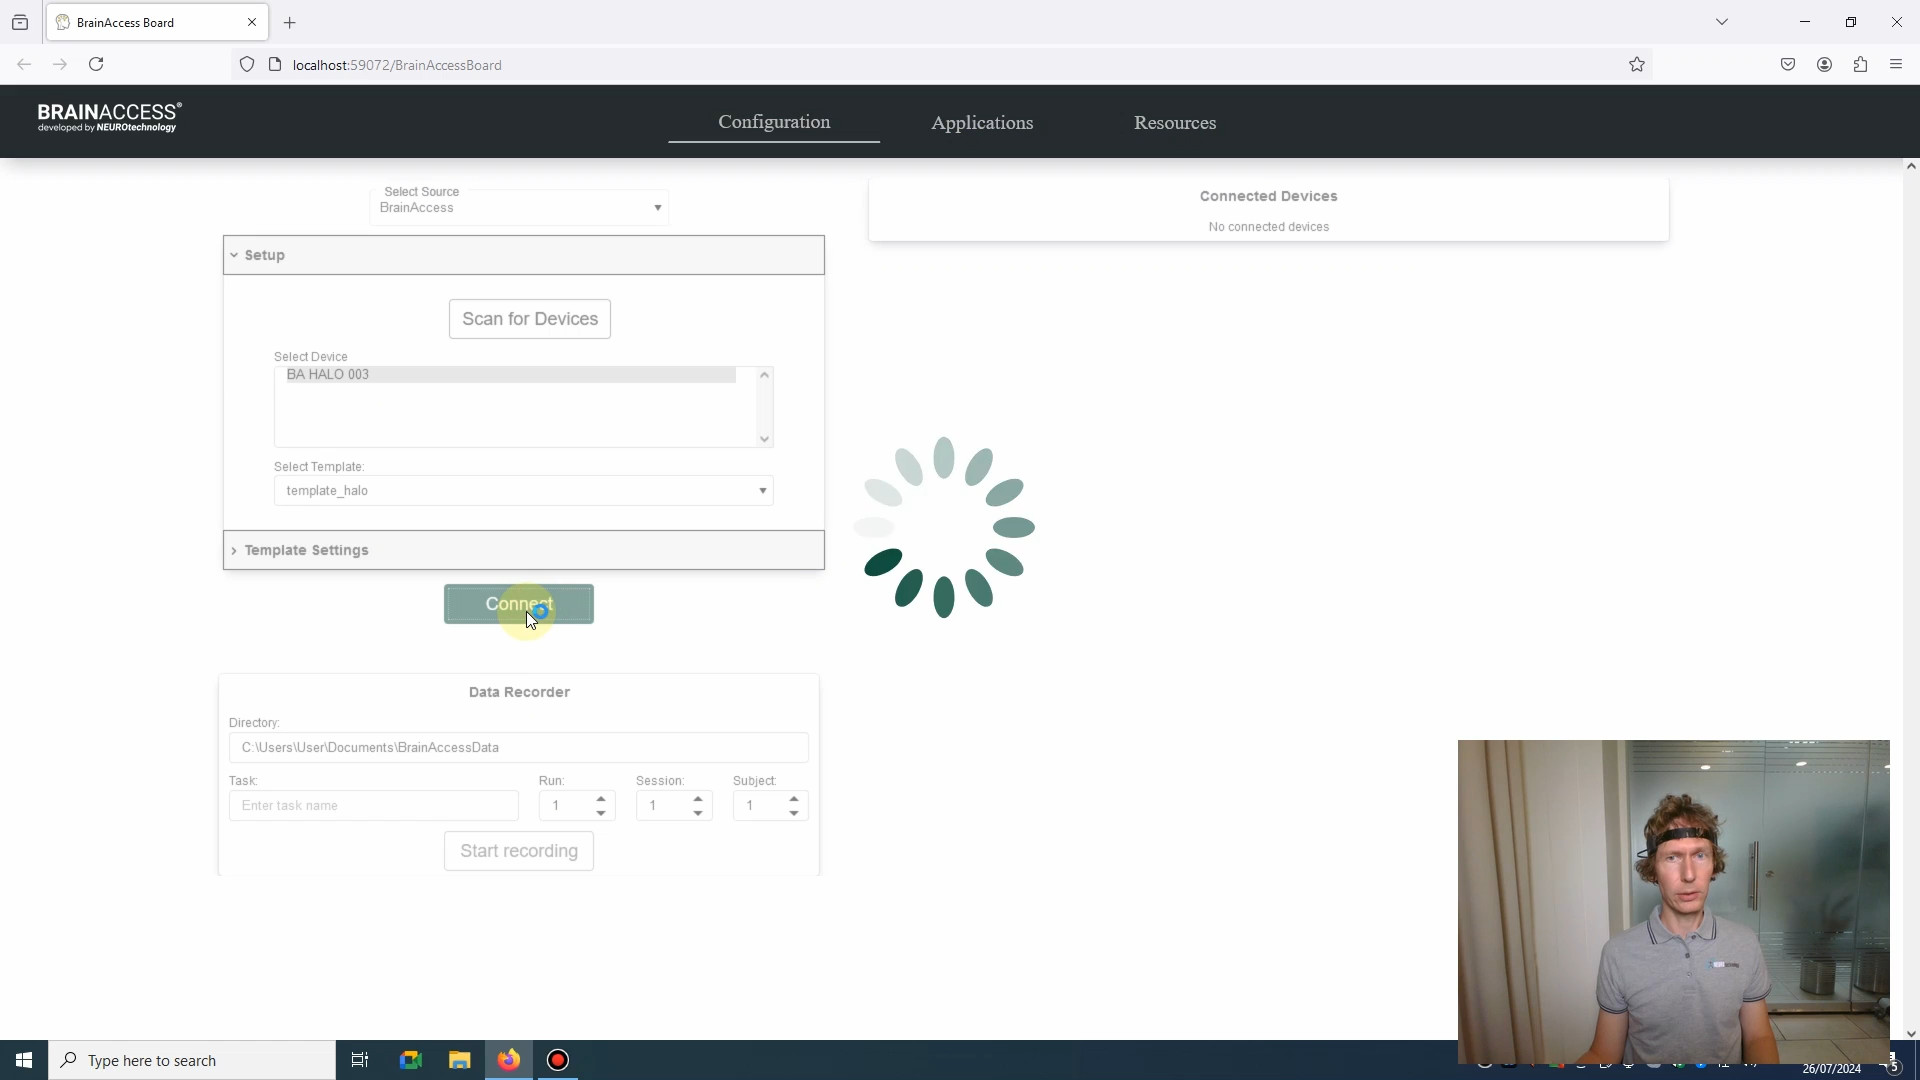 BrainAccess Board
localhost:59072/BrainAccessBoard
BRAINACCESS®
developed by NEUROtechnology
Configuration
Applications
Resources
Select Source
BrainAccess
Setup
Scan for Devices
Select Device
BA HALO 003
Select Template:
template_halo
Template Settings
Connect
Connected Devices
No connected devices
Data Recorder
Directory:
C:\Users\User\Documents\BrainAccessData
Task:
Run:
Session:
Subject:
Enter task name
1
1
1
Start recording
Type here to search
26/07/2024
5